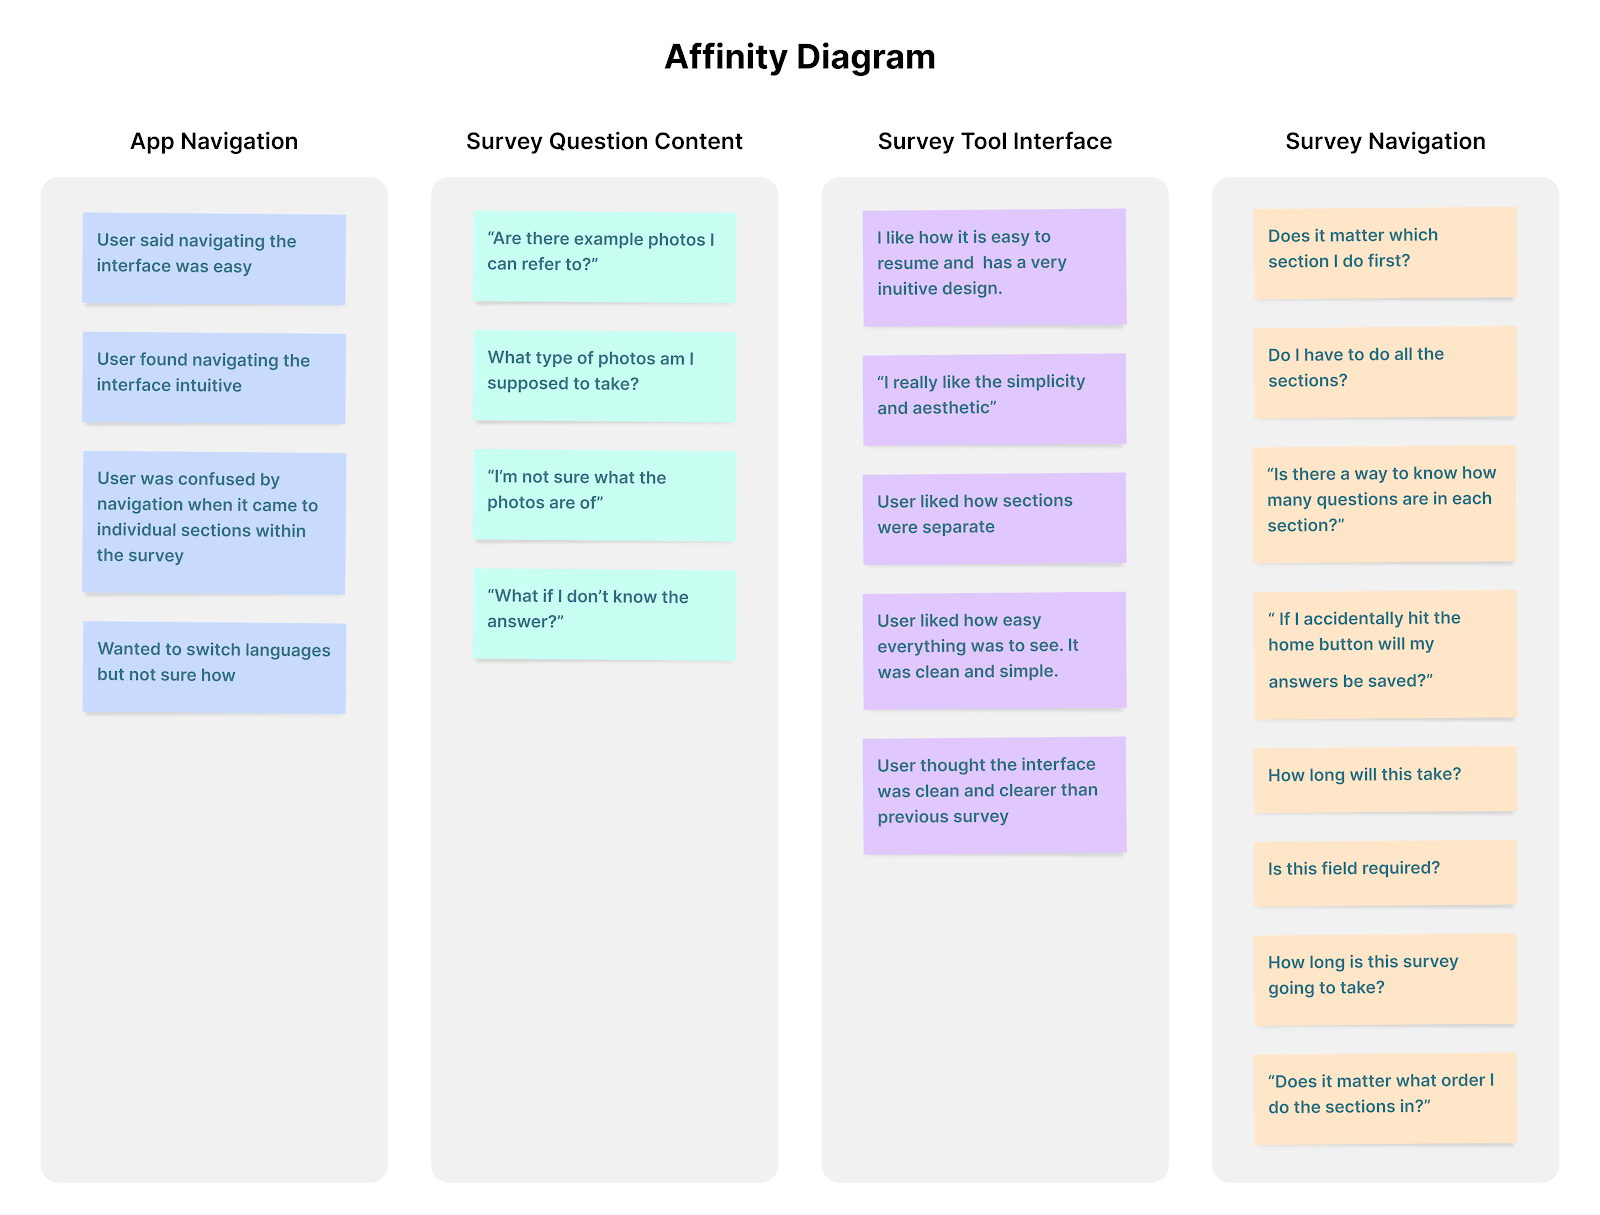 Affinity Diagram
App Navigation
User said navigating the
interface was easy
User found navigating the
interface intuitive
User was confused by
navigation when it came to
individual sections within
the survey
Wanted to switch languages
but not sure how
Survey Question Content
“Are there example photos I
can refer to?”
What type of photos am I
supposed to take?
“I’m not sure what the
photos are of”
“What if I don’t know the
answer?”
Survey Tool Interface
I like how it is easy to
resume and  has a very
inuitive design.
“I really like the simplicity
and aesthetic”
User liked how sections
were separate
User liked how easy
everything was to see. It
was clean and simple.
User thought the interface
was clean and clearer than
previous survey
Survey Navigation
Does it matter which
section I do first?
Do I have to do all the
sections?
“Is there a way to know how
many questions are in each
section?”
“ If I accidentally hit the
home button will my
answers be saved?”
How long will this take?
Is this field required?
How long is this survey
going to take?
“Does it matter what order I
do the sections in?”